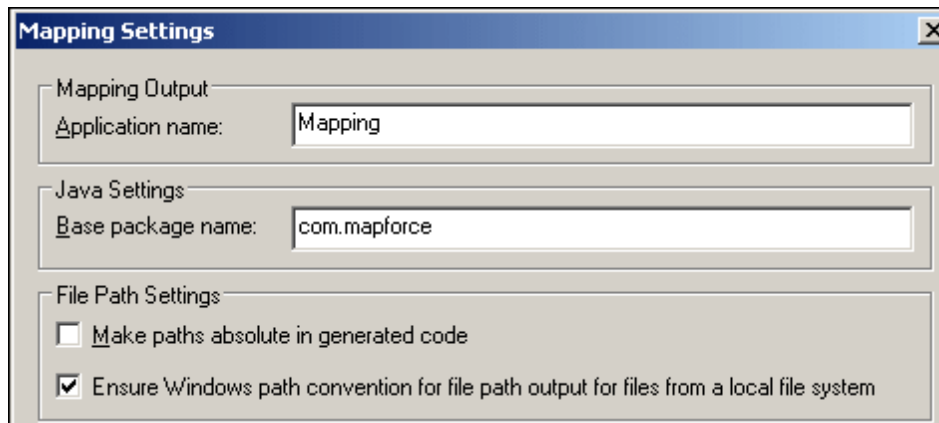 Mapping Settings
Mapping Output
Application name: Mapping
Java Settings
Base package name: com.mapforce
File Path Settings
Make paths absolute in generated code
Ensure Windows path convention for file path output for files from a local file system